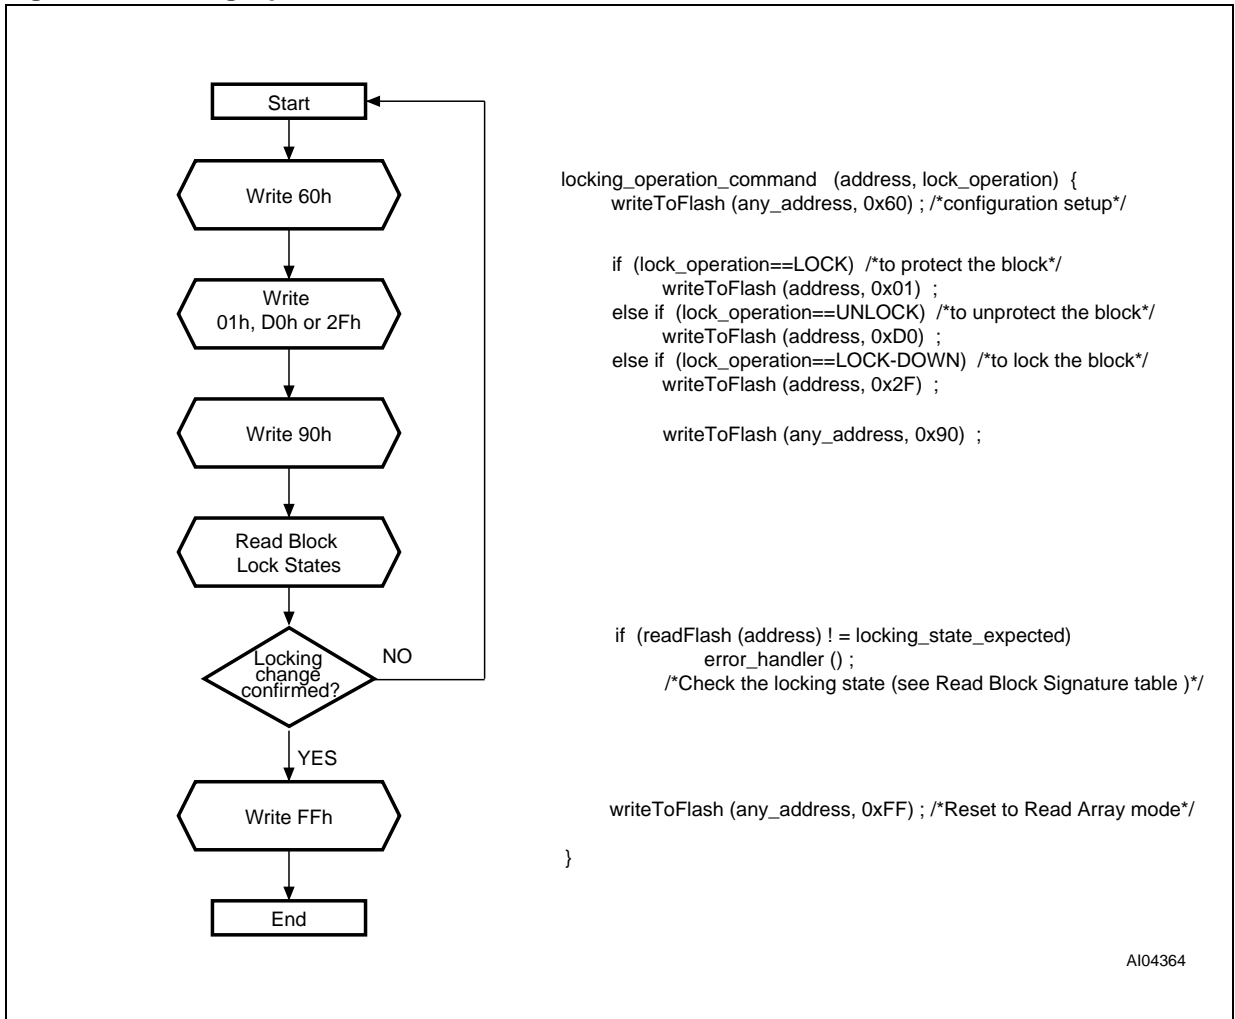 Start
Write 60h
Write
01h, D0h or 2Fh
Write 90h
Read Block
Lock States
Locking
change
confirmed?
NO
YES
Write FFh
End
locking_operation_command (address, lock_operation) {
writeToFlash (any_address, 0x60) ; /*configuration setup*/
if (lock_operation==LOCK) /*to protect the block*/
writeToFlash (address, 0x01) ;
else if (lock_operation==UNLOCK) /*to unprotect the block*/
writeToFlash (address, 0xD0) ;
else if (lock_operation==LOCK-DOWN) /*to lock the block*/
writeToFlash (address, 0x2F) ;
writeToFlash (any_address, 0x90) ;
if (readFlash (address) ! = locking_state_expected)
error_handler () ;
/*Check the locking state (see Read Block Signature table )*/
writeToFlash (any_address, 0xFF) ; /*Reset to Read Array mode*/
}
AI04364